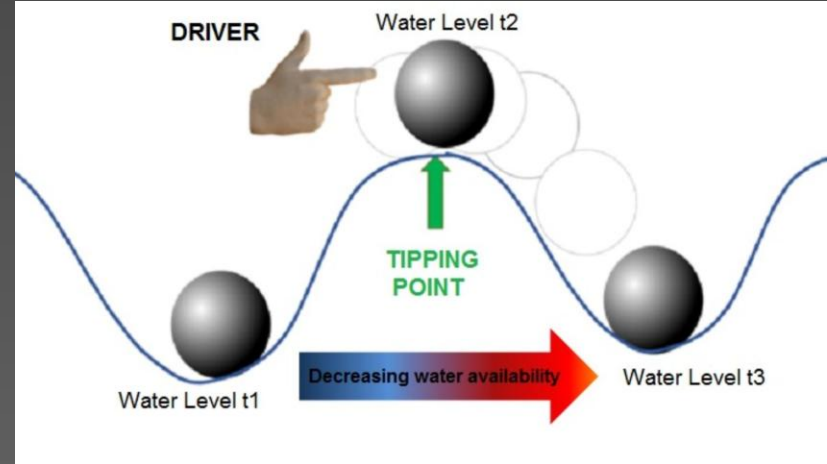 DRIVER
Water Level t2
TIPPING
POINT
Decreasing water availability
Water Level t1
Water Level t3